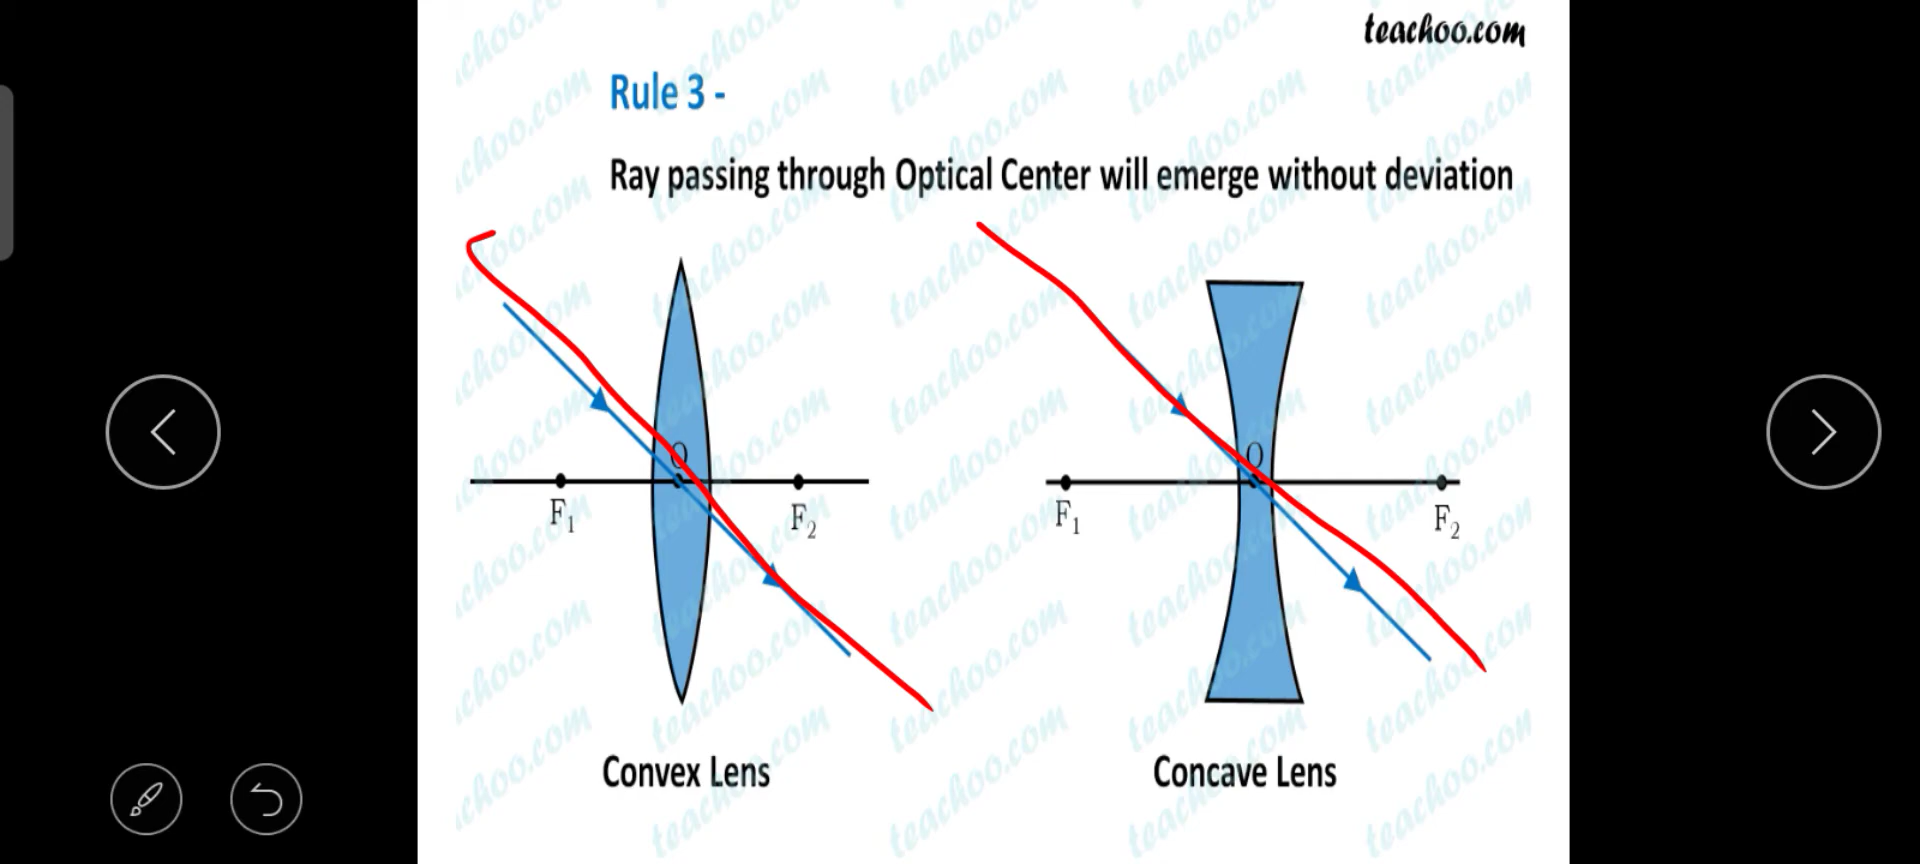 teachoo.com
Rule 3 -
Ray passing through Optical Center will emerge without deviation
O
F1
F2
O
F1
F2
Convex Lens
Concave Lens